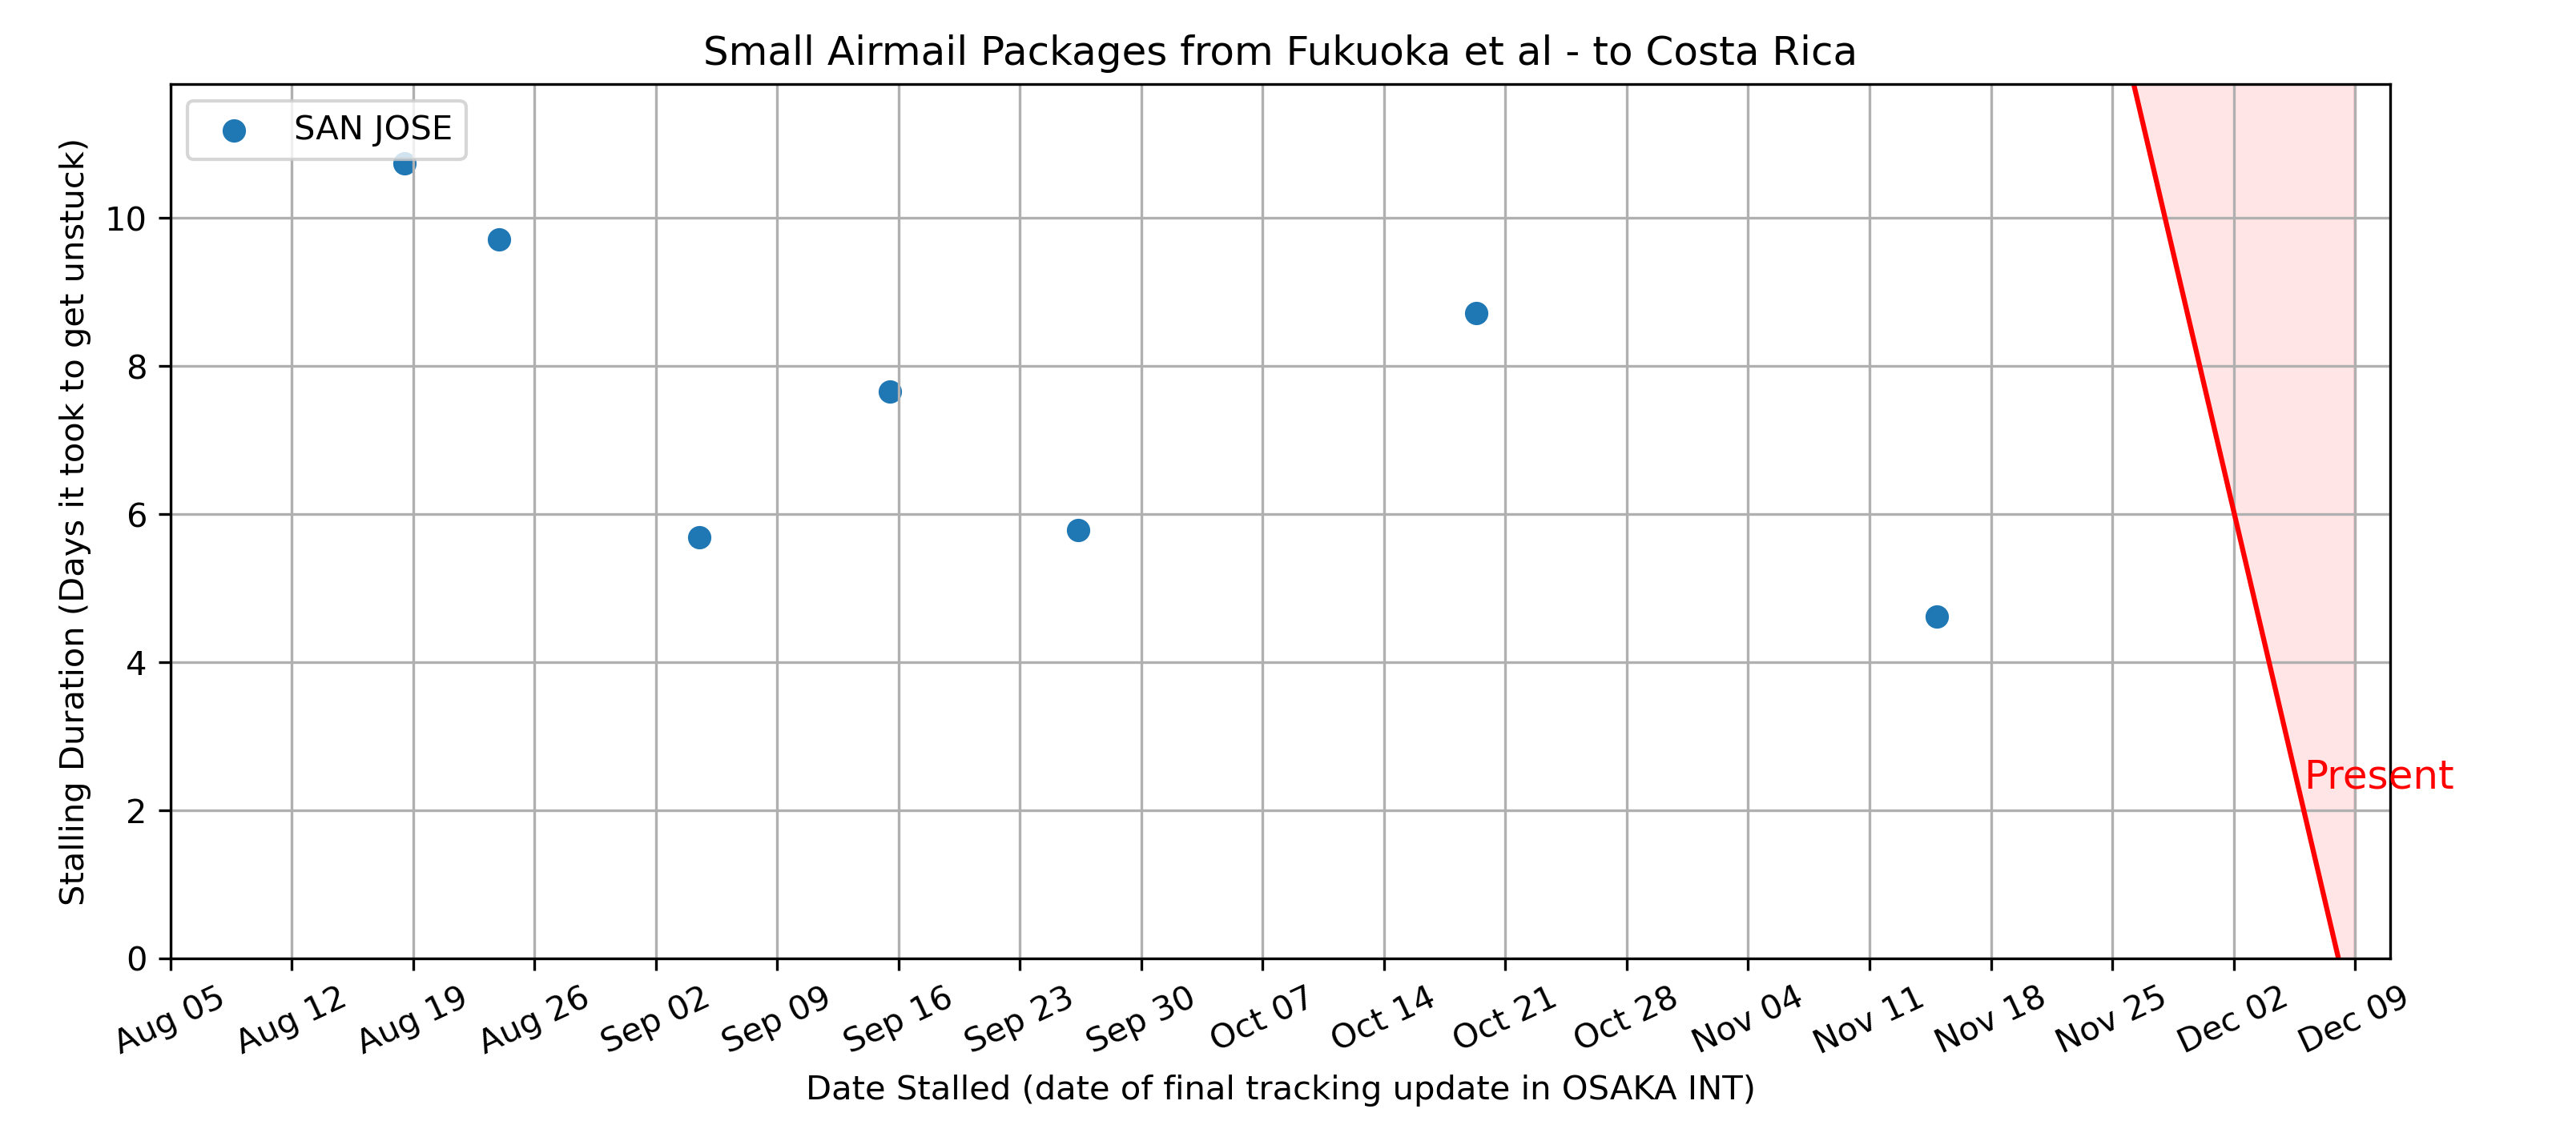 Small Airmail Packages from Fukuoka et al - to Costa Rica
SAN JOSE
Stalling Duration (Days it took to get unstuck)
10
8
6
4
2
0
Present
Aug 05
Aug 12
Aug 19
Aug 26
Sep 02
Sep 09
Sep 16
Sep 23
Sep 30
Oct 07
Oct 14
Oct 21
Oct 28
Nov 04
Nov 11
Nov 18
Nov 25
Dec 02
Dec 09
Date Stalled (date of final tracking update in OSAKA INT)